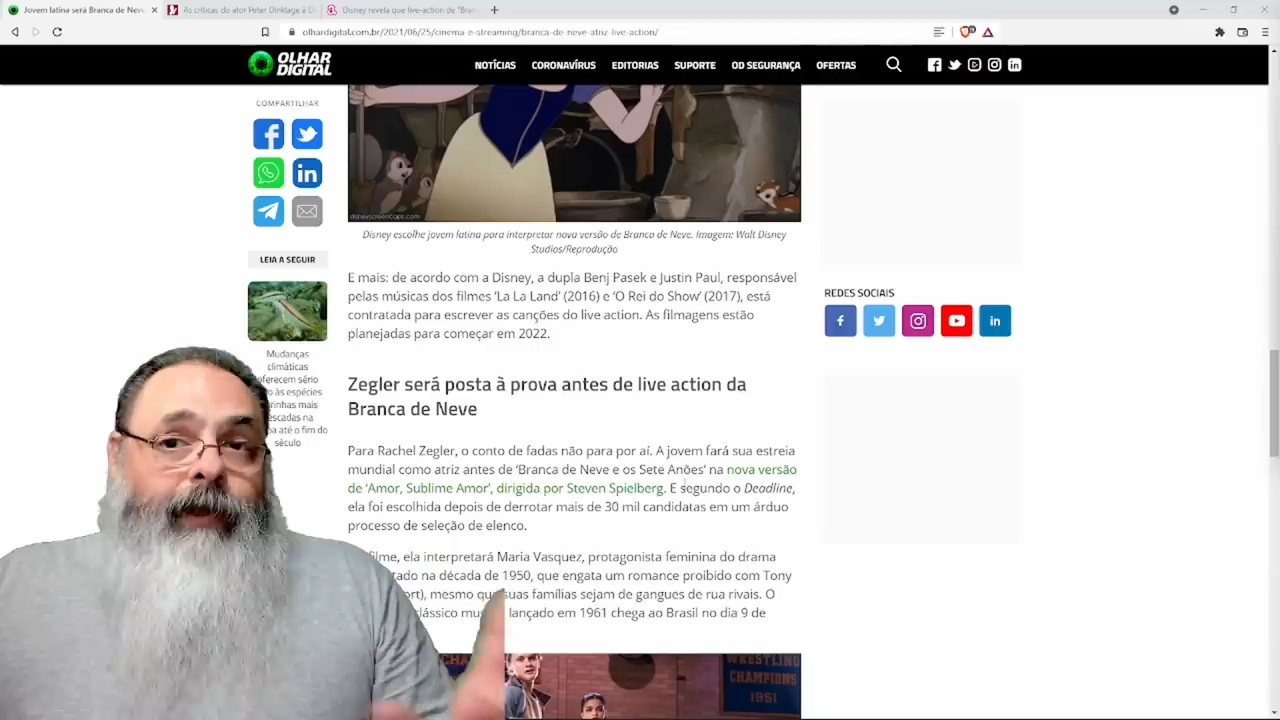 Jovem latina será Branca de Neve
As críticas do ator Peter Dinklage à D
Disney revela que live-action de "Bran
olhardigital.com.br/2021/06/25/cinema-e-streaming/branca-de-neve-atriz-live-action/
OLHAR
DIGITAL
NOTÍCIAS
CORONAVÍRUS
EDITORIAS
SUPORTE
OD SEGURANÇA
OFERTAS
COMPARTILHAR
disneyscreencaps.com
Disney escolhe jovem latina para interpretar nova versão de Branca de Neve. Imagem: Walt Disney
Studios/Reprodução
LEIA A SEGUIR
Mudanças
climáticas
oferecem sério
o às espécies
rinhas mais
escadas na
a até o fim do
século
E mais: de acordo com a Disney, a dupla Benj Pasek e Justin Paul, responsável
pelas músicas dos filmes ‘La La Land’ (2016) e ‘O Rei do Show’ (2017), está
contratada para escrever as canções do live action. As filmagens estão
planejadas para começar em 2022.
Zegler será posta à prova antes de live action da
Branca de Neve
Para Rachel Zegler, o conto de fadas não para por aí. A jovem fará sua estreia
mundial como atriz antes de ‘Branca de Neve e os Sete Anões’ na nova versão
de ‘Amor, Sublime Amor’, dirigida por Steven Spielberg. E segundo o Deadline,
ela foi escolhida depois de derrotar mais de 30 mil candidatas em um árduo
processo de seleção de elenco.
filme, ela interpretará Maria Vasquez, protagonista feminina do drama
tado na década de 1950, que engata um romance proibido com Tony
ort), mesmo que suas famílias sejam de gangues de rua rivais. O
lássico mu lançado em 1961 chega ao Brasil no dia 9 de
REDES SOCIAIS
WRESTLING
CHAMPIONS
1951